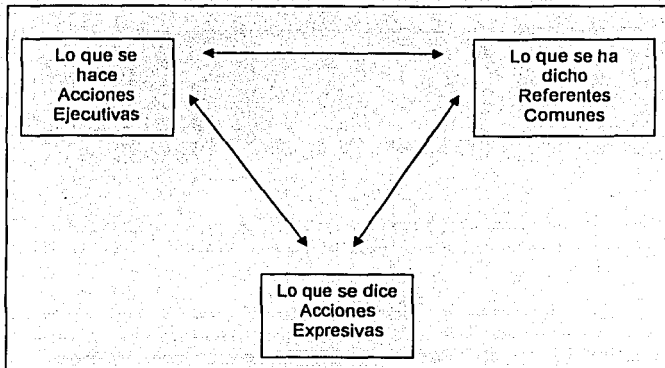 Lo que se
hace
Acciones
Ejecutivas
Lo que se ha
dicho
Referentes
Comunes
Lo que se dice
Acciones
Expresivas